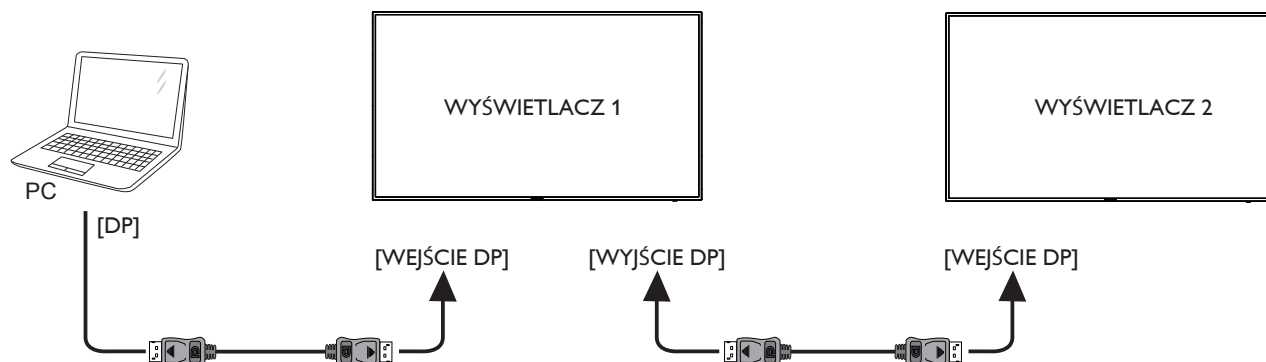 WYŚWIETLACZ 1
WYŚWIETLACZ 2
PC
[DP]
[WEJŚCIE DP]
[WYJŚCIE DP]
[WEJŚCIE DP]